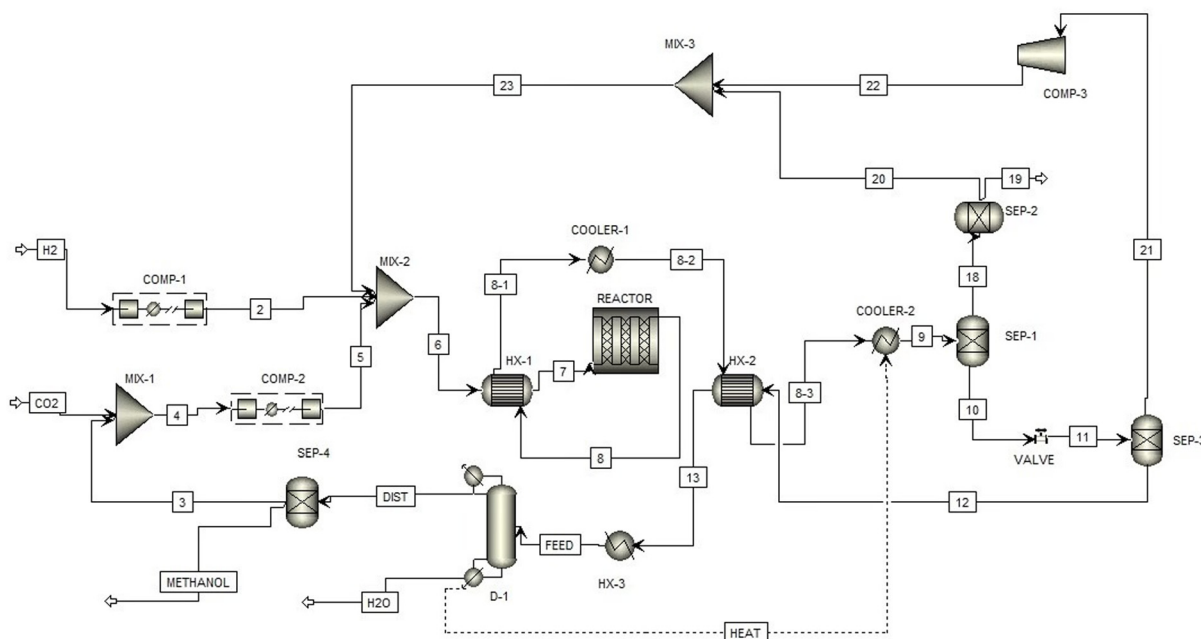 MIX-3
23
22
COMP-3
20
19
SEP-2
21
H2
COMP-1
2
MIX-2
COOLER-1
8-1
8-2
REACTOR
COOLER-2
18
9
SEP-1
6
HX-1
7
HX-2
8-3
5
CO2
MIX-1
4
COMP-2
10
11
VALVE
SEP-3
SEP-4
8
13
3
DIST
12
FEED
HX-3
METHANOL
H2O
D-1
HEAT